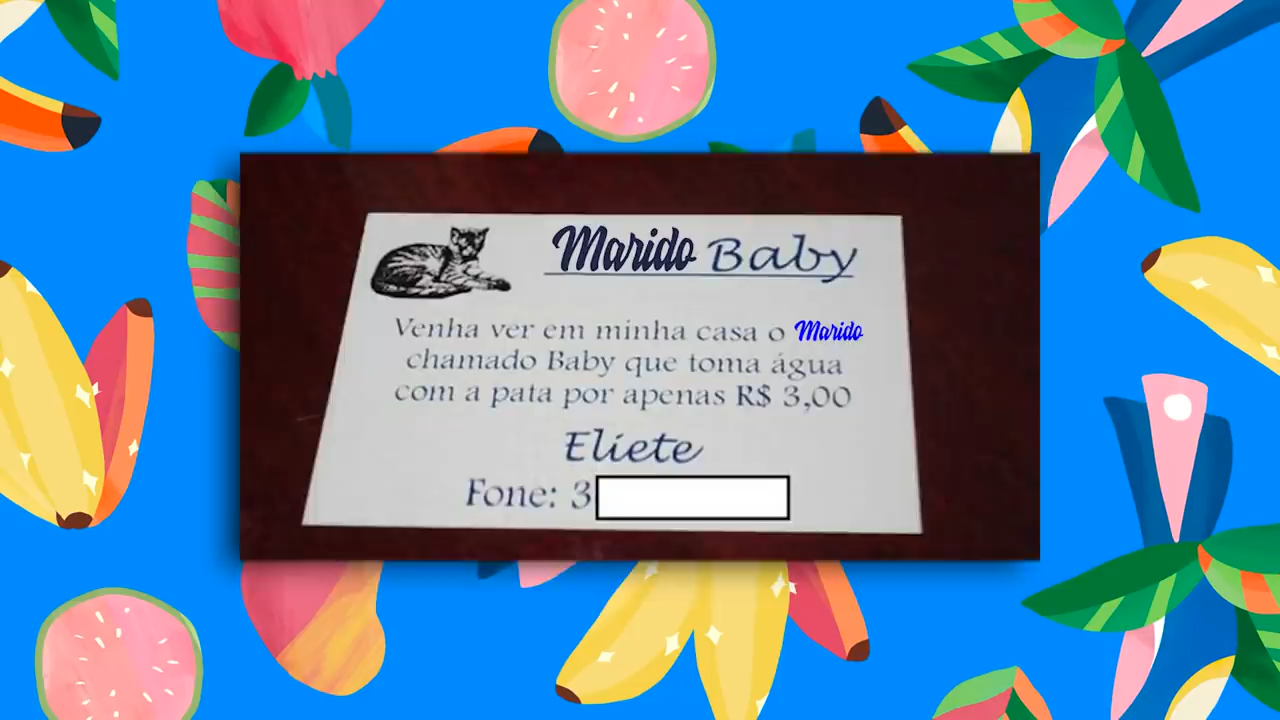 Marido Baby
Venha ver em minha casa o Marido
chamado Baby que toma água
com a pata por apenas R$ 3,00
Eliete
Fone: 3